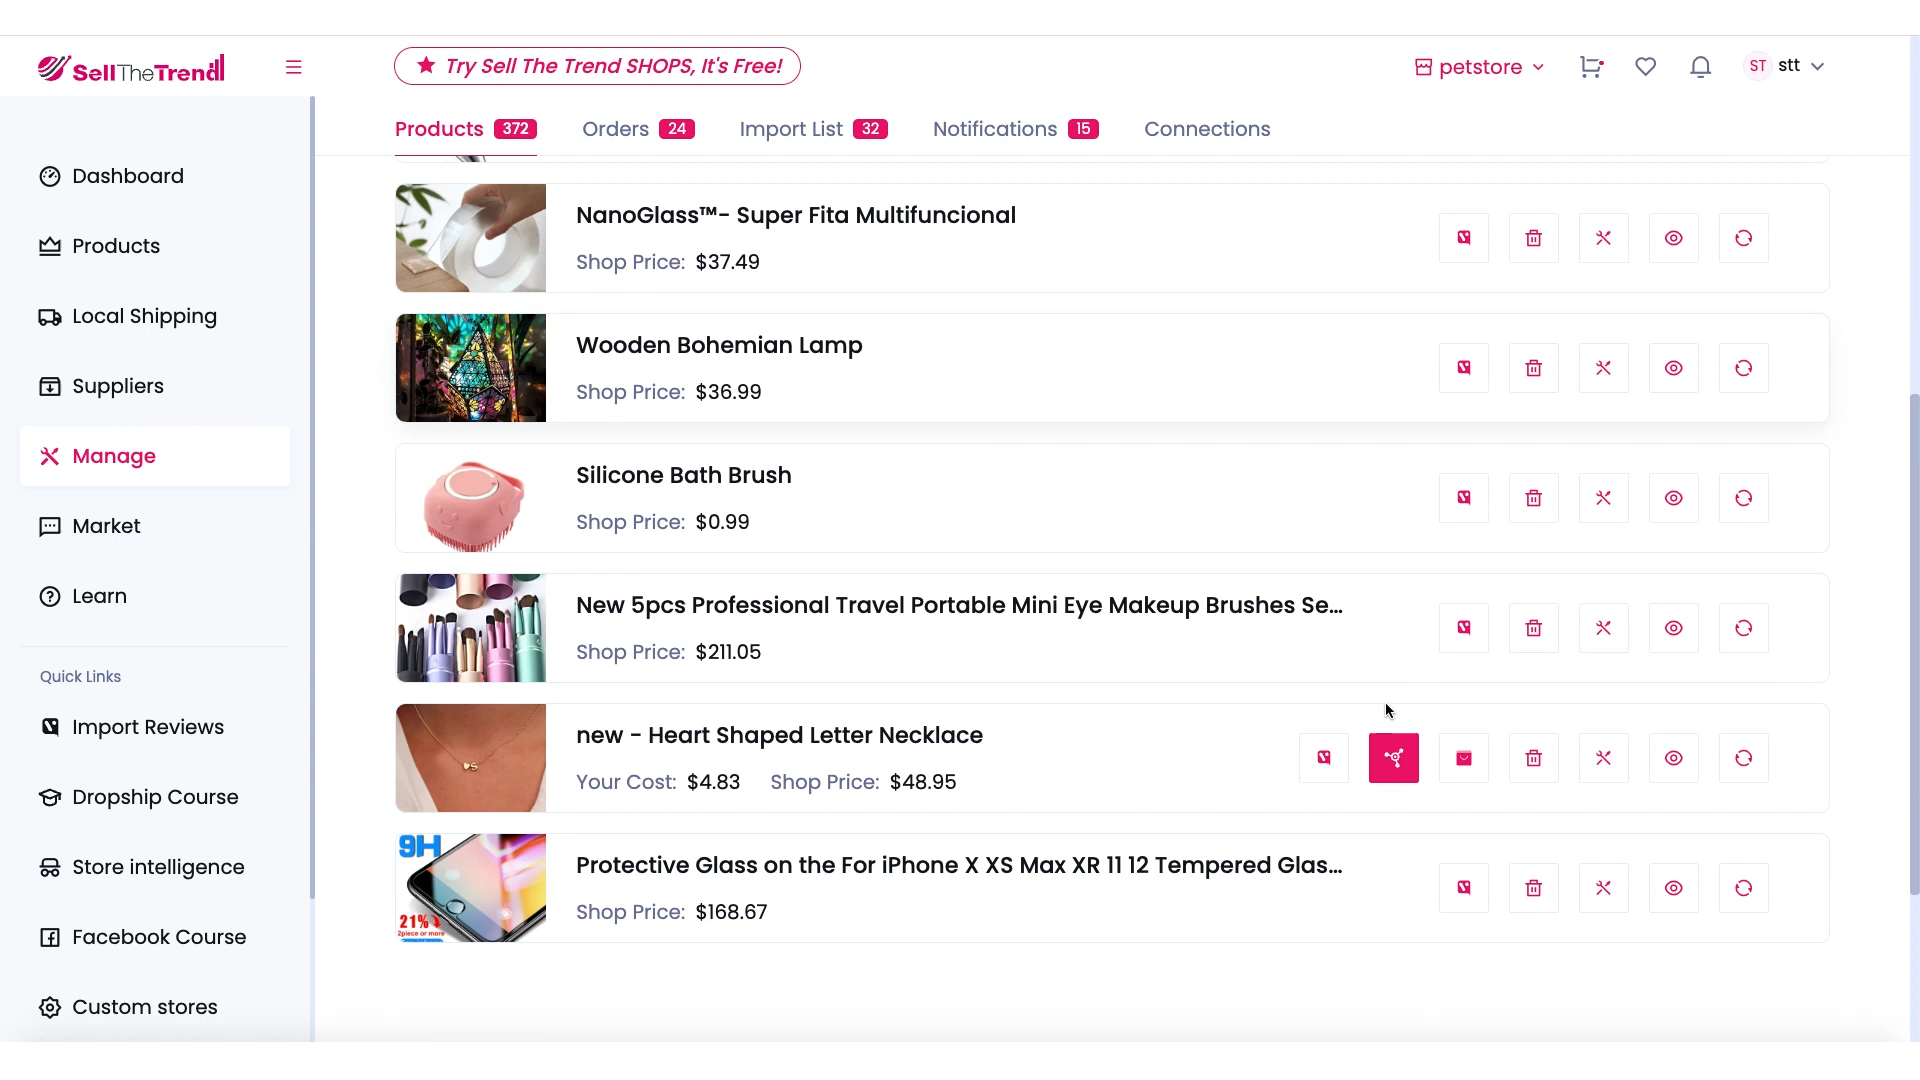 SellTheTrend
★ Try Sell The Trend SHOPS, It's Free!
petstore
ST stt
Products 372 Orders 24 Import List 32 Notifications 15 Connections
Dashboard
Products
Local Shipping
Suppliers
Manage
Market
Learn
Quick Links
Import Reviews
Dropship Course
Store intelligence
Facebook Course
Custom stores
NanoGlass™- Super Fita Multifuncional
Shop Price: $37.49
Wooden Bohemian Lamp
Shop Price: $36.99
Silicone Bath Brush
Shop Price: $0.99
New 5pcs Professional Travel Portable Mini Eye Makeup Brushes Se...
Shop Price: $211.05
new - Heart Shaped Letter Necklace
Your Cost: $4.83 Shop Price: $48.95
9H
21%
2piece or more
Protective Glass on the For iPhone X XS Max XR 11 12 Tempered Glas...
Shop Price: $168.67